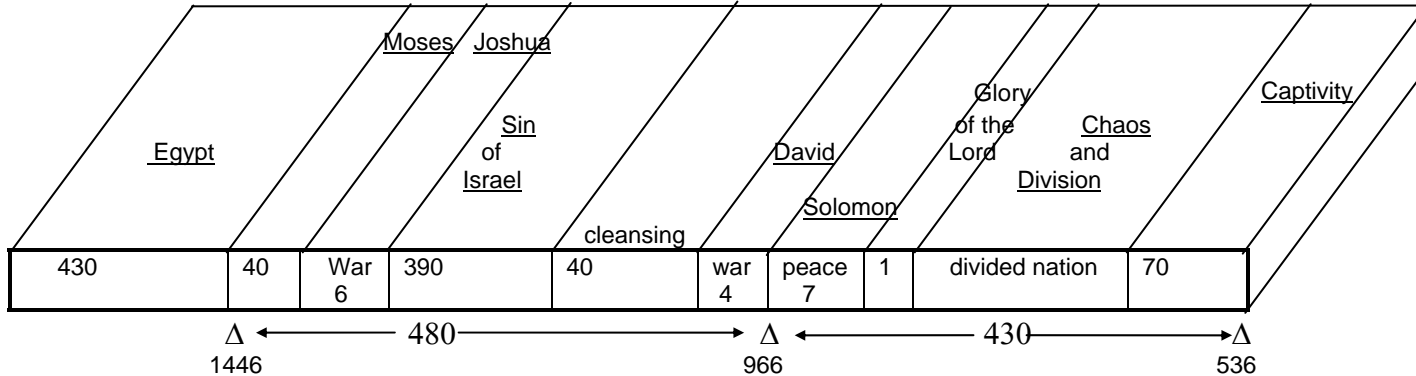 Moses Joshua
Captivity
Glory
Sin of the Chaos
Egypt of David Lord and
Israel Division
Solomon
cleansing
430 40 War 390 40 war peace 1 divided nation 70
6 4 7
Δ 480 Δ 430 Δ
1446 966 536